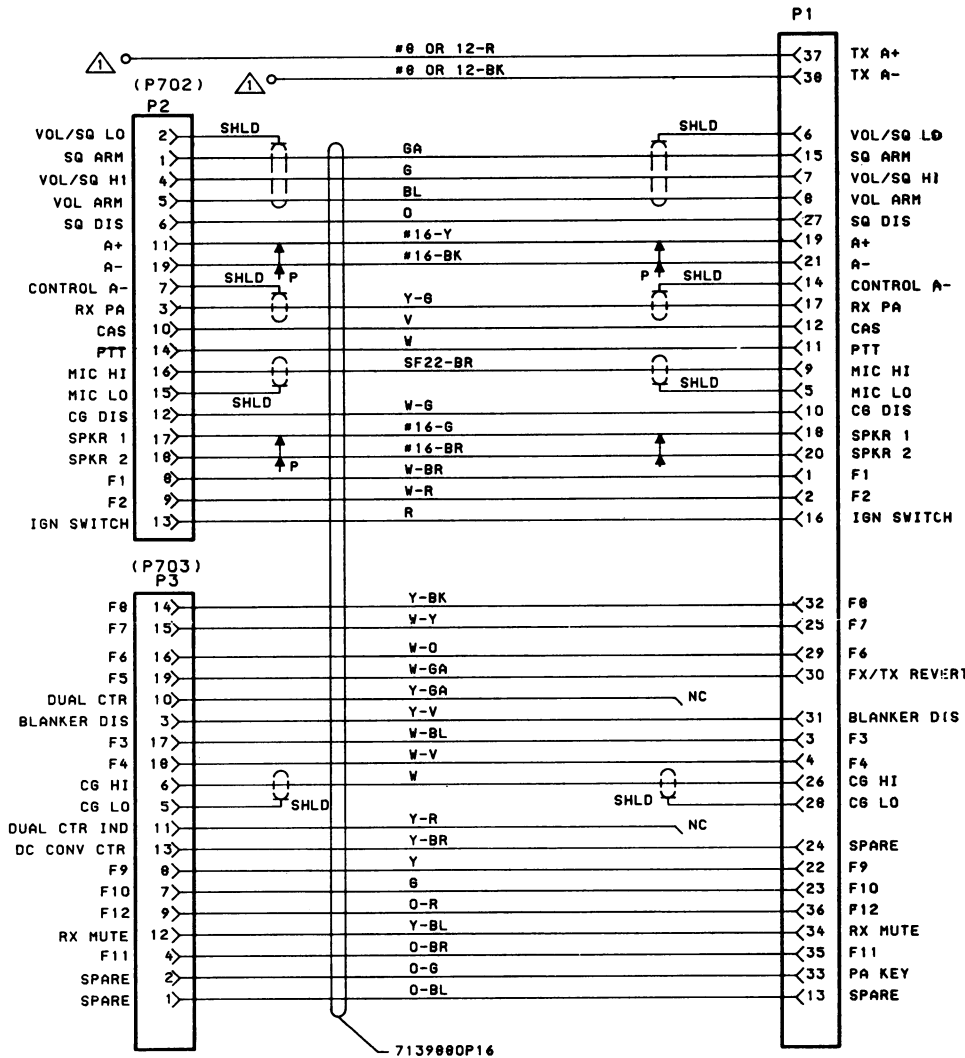 P1
#8 OR 12-R 37 TX A+
1
#8 OR 12-BK 38 TX A-
1
(P702)
P2
VOL/SQ LO 2 SHLD SHLD 6 VOL/SQ LO
SQ ARM 1 GA 15 SQ ARM
VOL/SQ HI 4 G 7 VOL/SQ HI
VOL ARM 5 BL 8 VOL ARM
SQ DIS 6 O 27 SQ DIS
A+ 11 #16-Y 19 A+
A- 19 P #16-BK P 21 A-
CONTROL A- 7 SHLD SHLD 14 CONTROL A-
RX PA 3 Y-G 17 RX PA
CAS 10 V 12 CAS
PTT 14 W 11 PTT
MIC HI 16 SF22-BR 9 MIC HI
MIC LO 15 SHLD SHLD 5 MIC LO
CG DIS 12 W-G 10 CG DIS
SPKR 1 17 #16-G 18 SPKR 1
SPKR 2 18 P #16-BR 20 SPKR 2
F1 8 W-BR 1 F1
F2 9 W-R 2 F2
IGN SWITCH 13 R 16 IGN SWITCH
(P703)
P3
F8 14 Y-BK 32 F8
F7 15 W-Y 25 F7
F6 16 W-O 29 F6
F5 19 W-GA 30 FX/TX REVERT
DUAL CTR 10 Y-GA NC
BLANKER DIS 3 Y-V 31 BLANKER DIS
F3 17 W-BL 3 F3
F4 18 W-V 4 F4
CG HI 6 W 26 CG HI
CG LO 5 SHLD SHLD 28 CG LO
DUAL CTR IND 11 Y-R NC
DC CONV CTR 13 Y-BR 24 SPARE
F9 8 Y 22 F9
F10 7 G 23 F10
F12 9 O-R 36 F12
RX MUTE 12 Y-BL 34 RX MUTE
F11 4 O-BR 35 F11
SPARE 2 O-G 33 PA KEY
SPARE 1 O-BL 13 SPARE
7139880P16